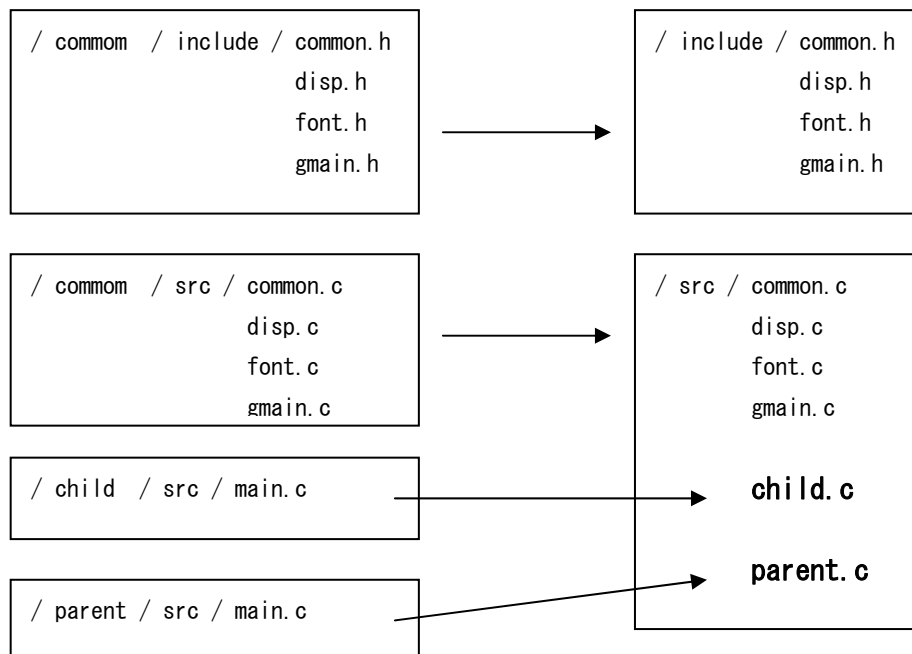 / commom / include / common.h
disp.h
font.h
gmain.h
/ include / common.h
disp.h
font.h
gmain.h
/ commom / src / common.c
disp.c
font.c
gmain.c
/ child / src / main.c
/ parent / src / main.c
/ src / common.c
disp.c
font.c
gmain.c
child.c
parent.c